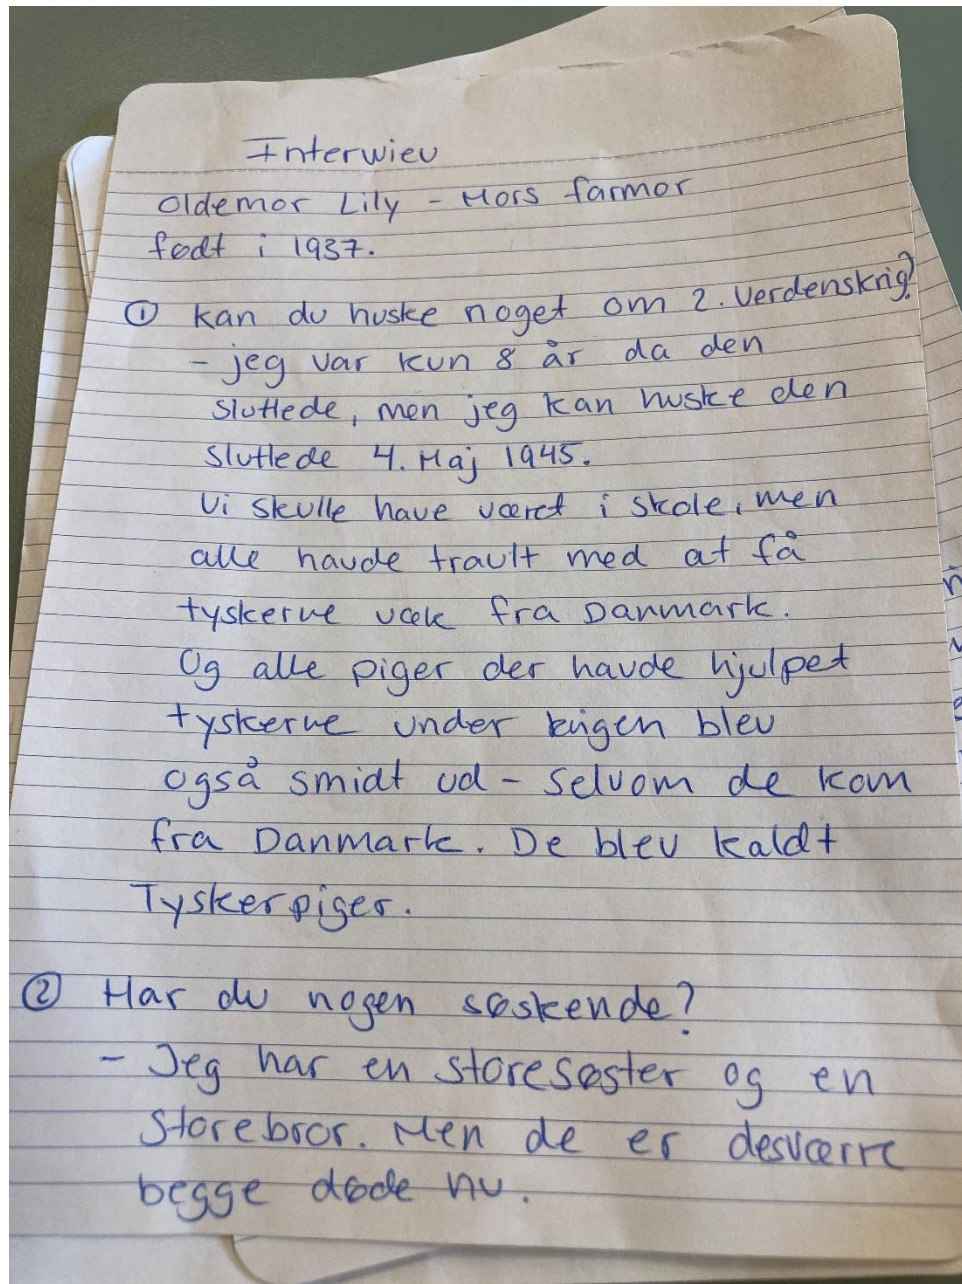 Interwiev
Oldemor Lily - Mors farmor
født i 1937.
① Kan du huske noget om 2. Verdenskrig?
- jeg var kun 8 år da den
sluttede, men jeg kan huske den
sluttede 4. Maj 1945.
Vi skulle have været i skole, men
alle havde travlt med at få
tyskerne væk fra Danmark.
Og alle piger der havde hjulpet
tyskerne under krigen blev
også smidt ud - selvom de kom
fra Danmark. De blev kaldt
Tyskerpiger.
② Har du nogen søskende?
- Jeg har en storesøster og en
Storebror. Men de er desværre
begge døde nu.